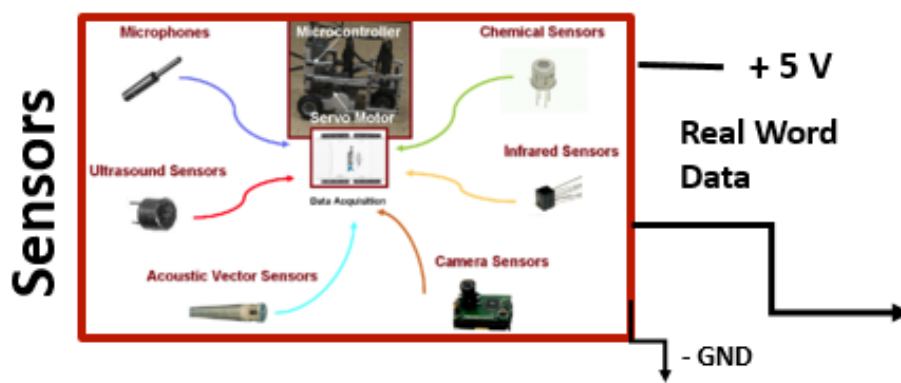 Sensors
Microphones
Microcontroller
Chemical Sensors
Servo Motor
Ultrasound Sensors
Infrared Sensors
Data Acquisition
Acoustic Vector Sensors
Camera Sensors
+ 5 V
Real Word
Data
- GND